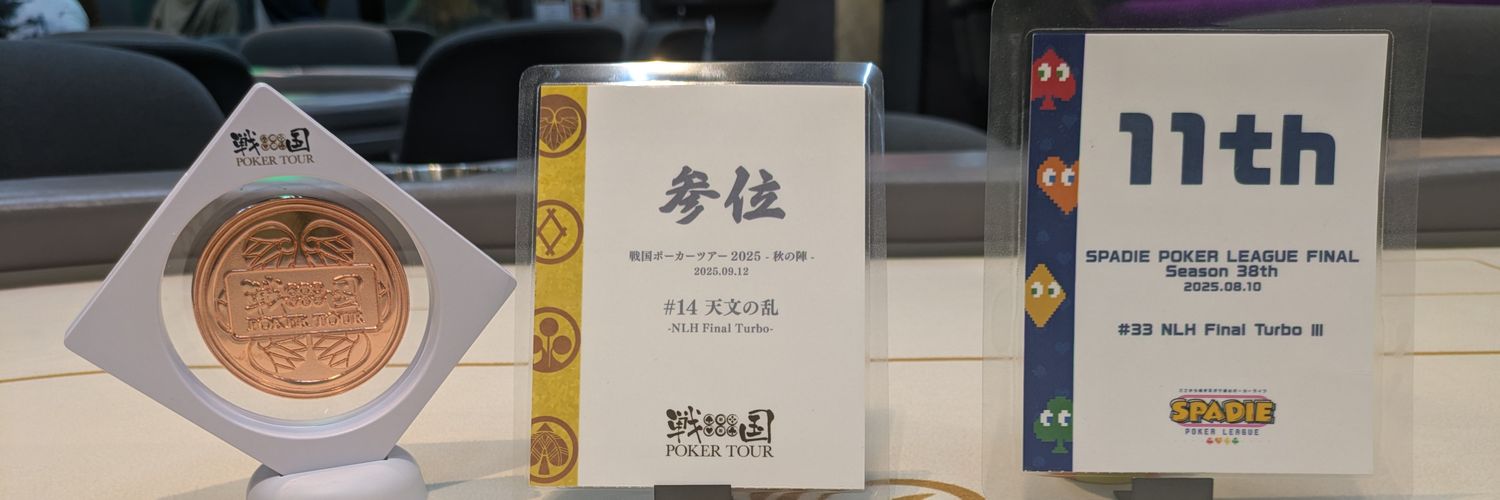 戦国
POKER TOUR
戦国
POKER TOUR
参位
戦国ポーカーツアー 2025 - 秋の陣 -
2025.09.12
#14 天文の乱
-NLH Final Turbo-
戦国
POKER TOUR
11th
SPADIE POKER LEAGUE FINAL
Season 38th
2025.08.10
#33 NLH Final Turbo III
SPADIE
POKER LEAGUE